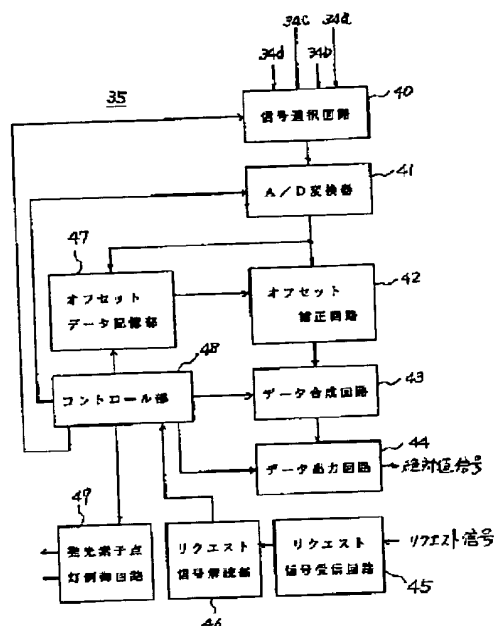 34c
34a
34d
34b
35
40
信号選択回路
41
A/D変換器
47
42
オフセット
データ記憶部
オフセット
補正回路
48
43
コントロール部
データ合成回路
44
データ出力回路
絶対値信号
49
発光素子点
灯制御回路
リクエスト
信号解読部
リクエスト
信号受信回路
リクエスト信号
46
45